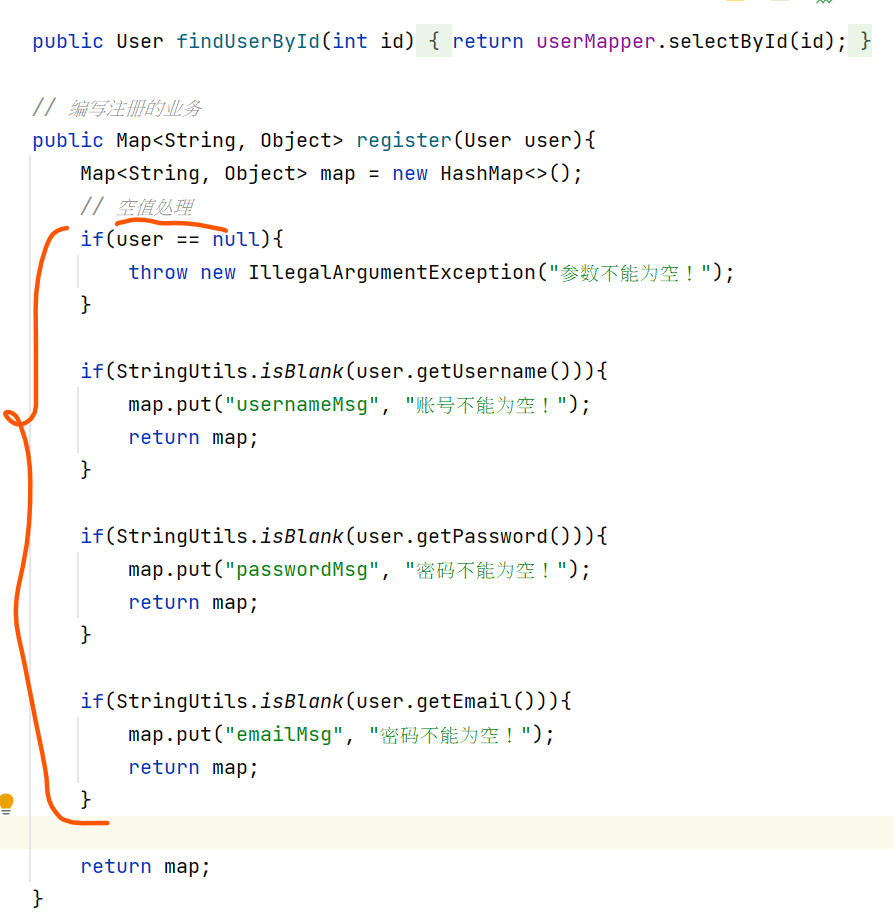 public User findUserById(int id) { return userMapper.selectById(id); }
// 编写注册的业务
public Map<String, Object> register(User user){
Map<String, Object> map = new HashMap<>();
// 空值处理
if(user == null){
throw new IllegalArgumentException("参数不能为空！");
}
if(StringUtils.isBlank(user.getUsername())){
map.put("usernameMsg", "账号不能为空！");
return map;
}
if(StringUtils.isBlank(user.getPassword())){
map.put("passwordMsg", "密码不能为空！");
return map;
}
if(StringUtils.isBlank(user.getEmail())){
map.put("emailMsg", "密码不能为空！");
return map;
}
return map;
}